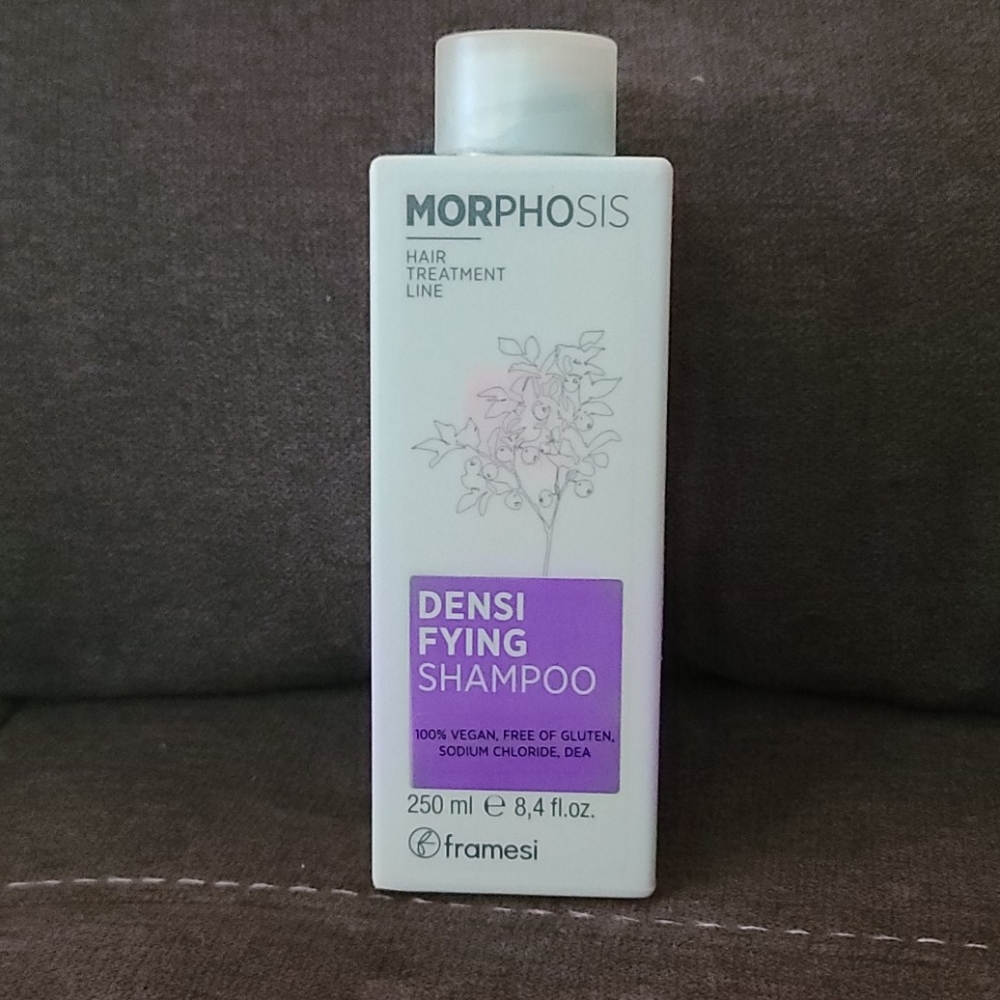 MORPHOSIS
HAIR
TREATMENT
LINE
DENSI
FYING
SHAMPOO
100% VEGAN, FREE OF GLUTEN,
SODIUM CHLORIDE, DEA
250 ml ℮ 8,4 fl.oz.
framesi